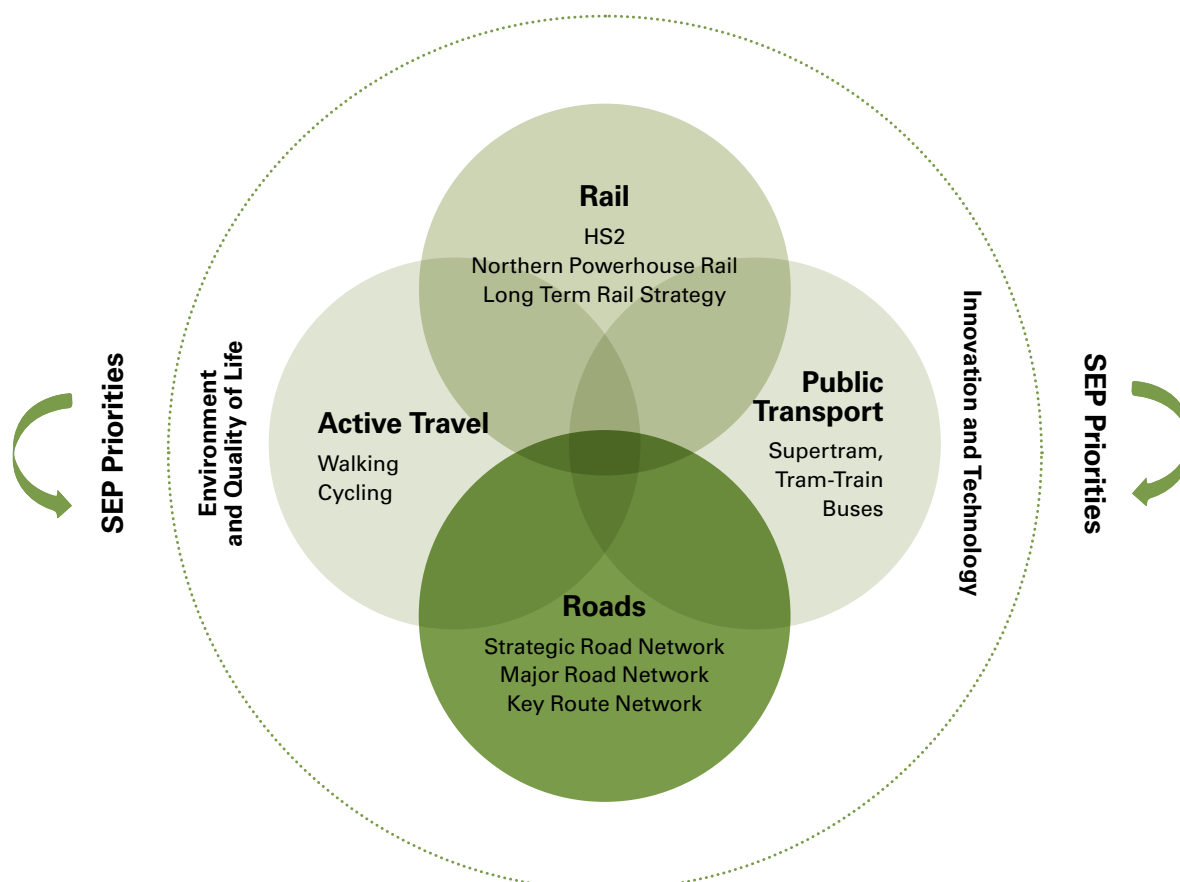 Rail
HS2
Northern Powerhouse Rail
Long Term Rail Strategy
SEP Priorities
Environment
and Quality of Life
Active Travel
Walking
Cycling
Public
Transport
Supertram,
Tram-Train
Buses
Innovation and Technology
SEP Priorities
Roads
Strategic Road Network
Major Road Network
Key Route Network